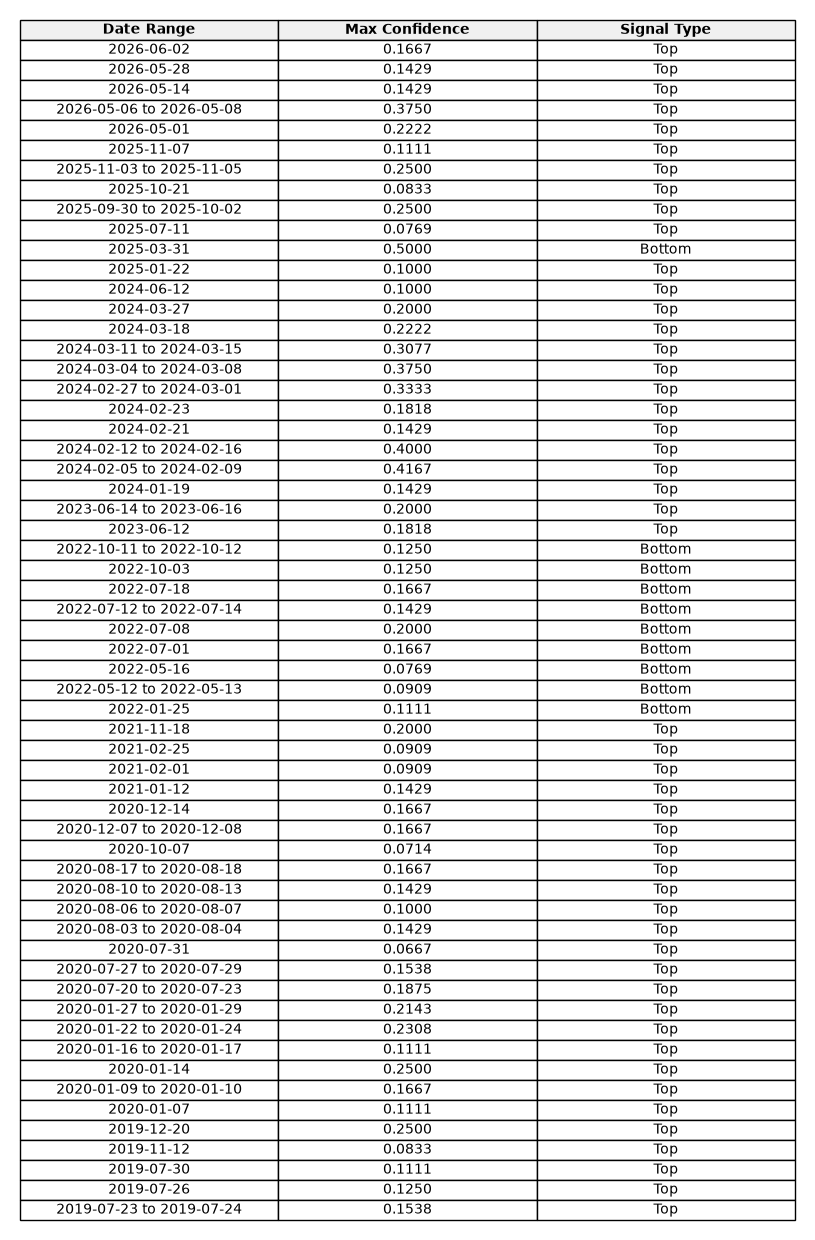 Date Range Max Confidence Signal Type
2026-06-02 0.1667 Top
2026-05-28 0.1429 Top
2026-05-14 0.1429 Top
2026-05-06 to 2026-05-08 0.3750 Top
2026-05-01 0.2222 Top
2025-11-07 0.1111 Top
2025-11-03 to 2025-11-05 0.2500 Top
2025-10-21 0.0833 Top
2025-09-30 to 2025-10-02 0.2500 Top
2025-07-11 0.0769 Top
2025-03-31 0.5000 Bottom
2025-01-22 0.1000 Top
2024-06-12 0.1000 Top
2024-03-27 0.2000 Top
2024-03-18 0.2222 Top
2024-03-11 to 2024-03-15 0.3077 Top
2024-03-04 to 2024-03-08 0.3750 Top
2024-02-27 to 2024-03-01 0.3333 Top
2024-02-23 0.1818 Top
2024-02-21 0.1429 Top
2024-02-12 to 2024-02-16 0.4000 Top
2024-02-05 to 2024-02-09 0.4167 Top
2024-01-19 0.1429 Top
2023-06-14 to 2023-06-16 0.2000 Top
2023-06-12 0.1818 Top
2022-10-11 to 2022-10-12 0.1250 Bottom
2022-10-03 0.1250 Bottom
2022-07-18 0.1667 Bottom
2022-07-12 to 2022-07-14 0.1429 Bottom
2022-07-08 0.2000 Bottom
2022-07-01 0.1667 Bottom
2022-05-16 0.0769 Bottom
2022-05-12 to 2022-05-13 0.0909 Bottom
2022-01-25 0.1111 Bottom
2021-11-18 0.2000 Top
2021-02-25 0.0909 Top
2021-02-01 0.0909 Top
2021-01-12 0.1429 Top
2020-12-14 0.1667 Top
2020-12-07 to 2020-12-08 0.1667 Top
2020-10-07 0.0714 Top
2020-08-17 to 2020-08-18 0.1667 Top
2020-08-10 to 2020-08-13 0.1429 Top
2020-08-06 to 2020-08-07 0.1000 Top
2020-08-03 to 2020-08-04 0.1429 Top
2020-07-31 0.0667 Top
2020-07-27 to 2020-07-29 0.1538 Top
2020-07-20 to 2020-07-23 0.1875 Top
2020-01-27 to 2020-01-29 0.2143 Top
2020-01-22 to 2020-01-24 0.2308 Top
2020-01-16 to 2020-01-17 0.1111 Top
2020-01-14 0.2500 Top
2020-01-09 to 2020-01-10 0.1667 Top
2020-01-07 0.1111 Top
2019-12-20 0.2500 Top
2019-11-12 0.0833 Top
2019-07-30 0.1111 Top
2019-07-26 0.1250 Top
2019-07-23 to 2019-07-24 0.1538 Top